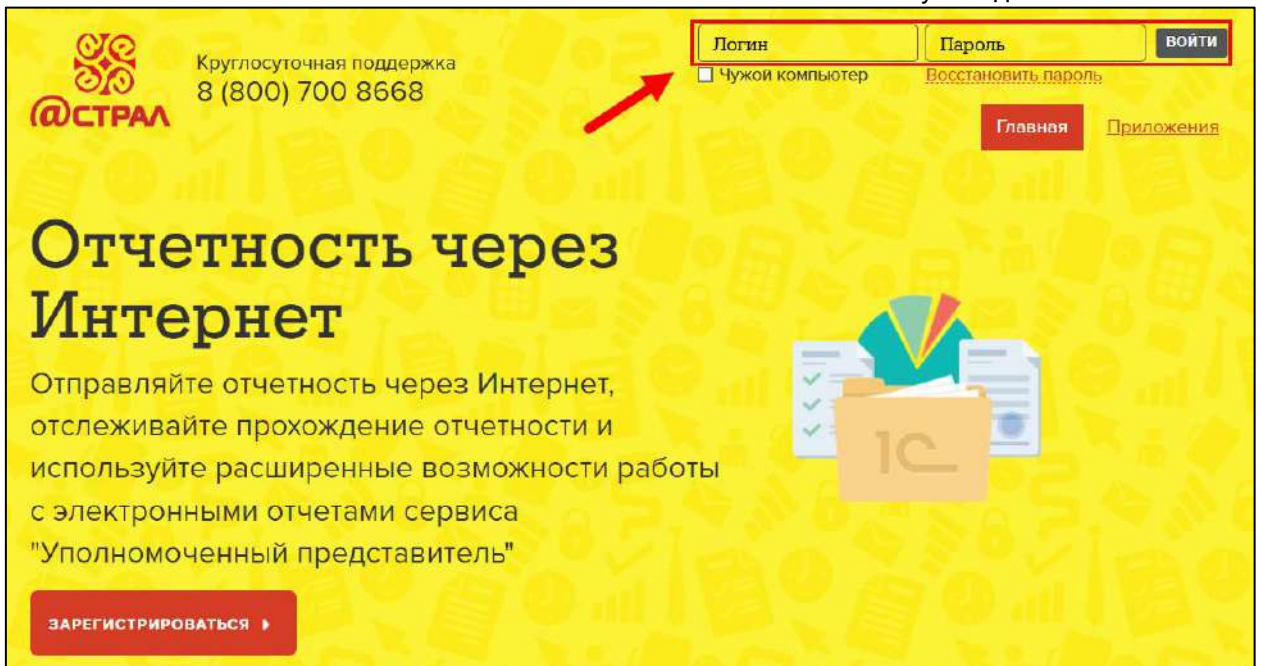 @СТРАЛ
Круглосуточная поддержка
8 (800) 700 8668
Логин
Пароль
ВОЙТИ
Чужой компьютер
Восстановить пароль
Главная
Приложения
Отчетность через
Интернет
Отправляйте отчетность через Интернет,
отслеживайте прохождение отчетности и
используйте расширенные возможности работы
с электронными отчетами сервиса
"Уполномоченный представитель"
1С
ЗАРЕГИСТРИРОВАТЬСЯ